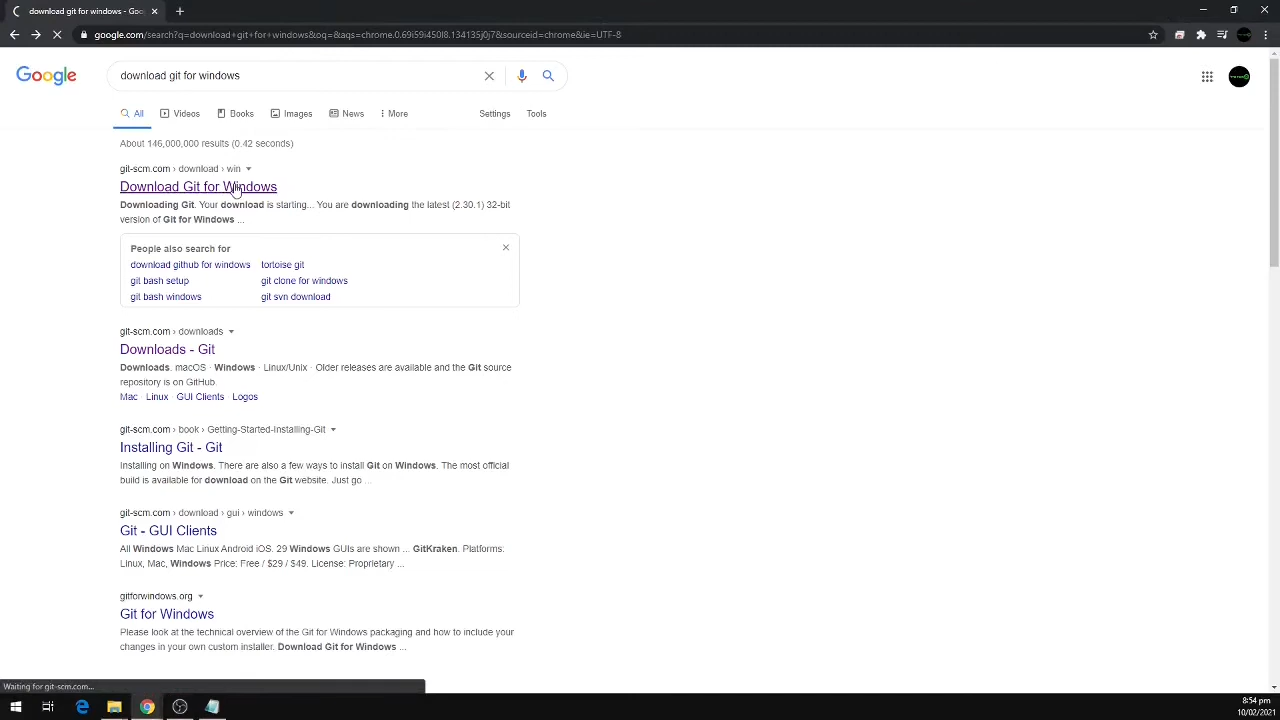 download git for windows - Goo
google.com/search?q=download+git+for+windows&oq=&aqs=chrome.0.69i59i450l8.134135j0j7&sourceid=chrome&ie=UTF-8
Google
download git for windows
All Videos Books Images News More Settings Tools
About 146,000,000 results (0.42 seconds)
git-scm.com › download › win
Download Git for Windows
Downloading Git. Your download is starting... You are downloading the latest (2.30.1) 32-bit
version of Git for Windows ...
People also search for
download github for windows tortoise git
git bash setup git clone for windows
git bash windows git svn download
git-scm.com › downloads
Downloads - Git
Downloads. macOS · Windows · Linux/Unix · Older releases are available and the Git source
repository is on GitHub.
Mac · Linux · GUI Clients · Logos
git-scm.com › book › Getting-Started-Installing-Git
Installing Git - Git
Installing on Windows. There are also a few ways to install Git on Windows. The most official
build is available for download on the Git website. Just go ...
git-scm.com › download › gui › windows
Git - GUI Clients
All Windows Mac Linux Android iOS. 29 Windows GUIs are shown ... GitKraken. Platforms:
Linux, Mac, Windows Price: Free / $29 / $49. License: Proprietary ...
gitforwindows.org
Git for Windows
Please look at the technical overview of the Git for Windows packaging and how to include your
changes in your own custom installer. Download Git for Windows ...
Waiting for git-scm.com...
8:54 pm
10/02/2021